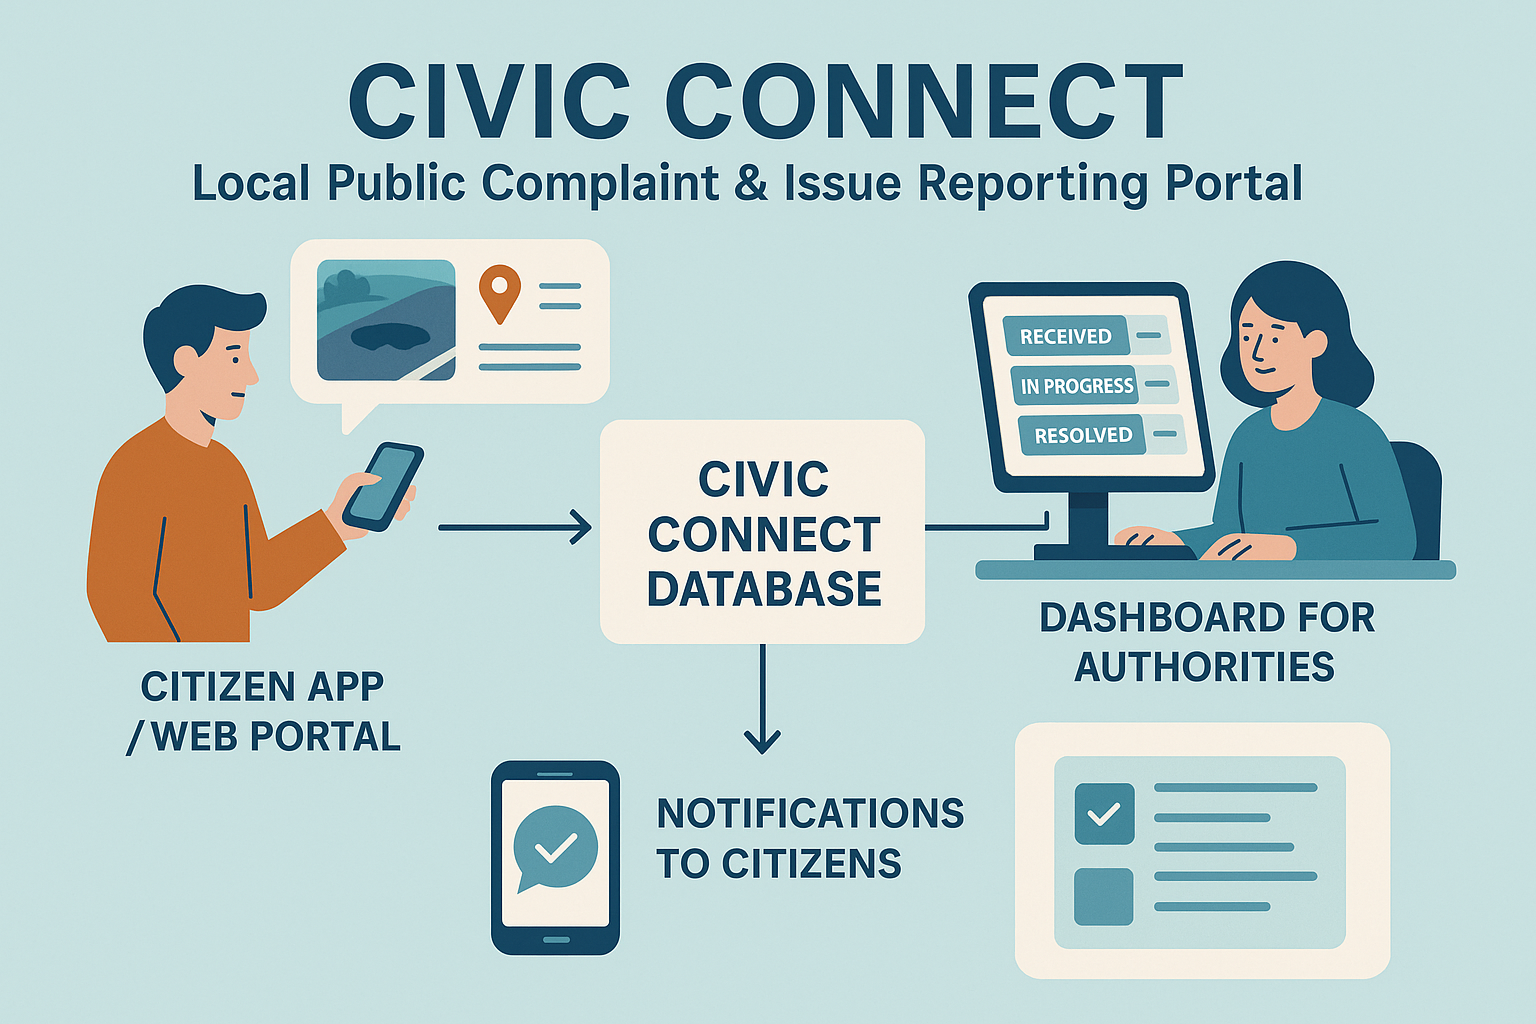 CIVIC CONNECT
Local Public Complaint & Issue Reporting Portal
RECEIVED
IN PROGRESS
RESOLVED
CIVIC
CONNECT
DATABASE
DASHBOARD FOR
AUTHORITIES
CITIZEN APP
/WEB PORTAL
NOTIFICATIONS
TO CITIZENS